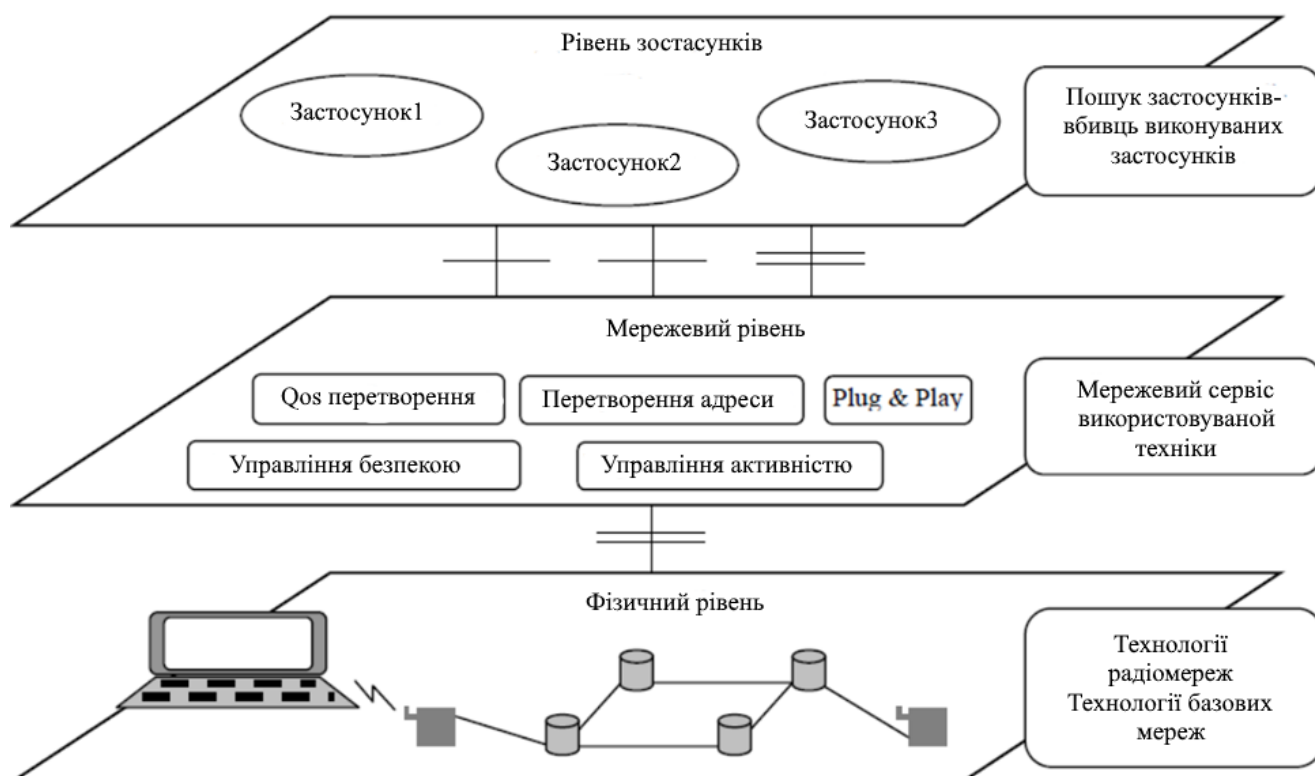 Рівень зостасунків
Застосунок1
Застосунок2
Застосунок3
Пошук застосунків-
вбивць виконуваних
застосунків
Мережевий рівень
Qos перетворення
Перетворення адреси
Plug & Play
Управління безпекою
Управління активністю
Мережевий сервіс
використовуваної
техніки
Фізичний рівень
Технології
радіомереж
Технології базових
мереж